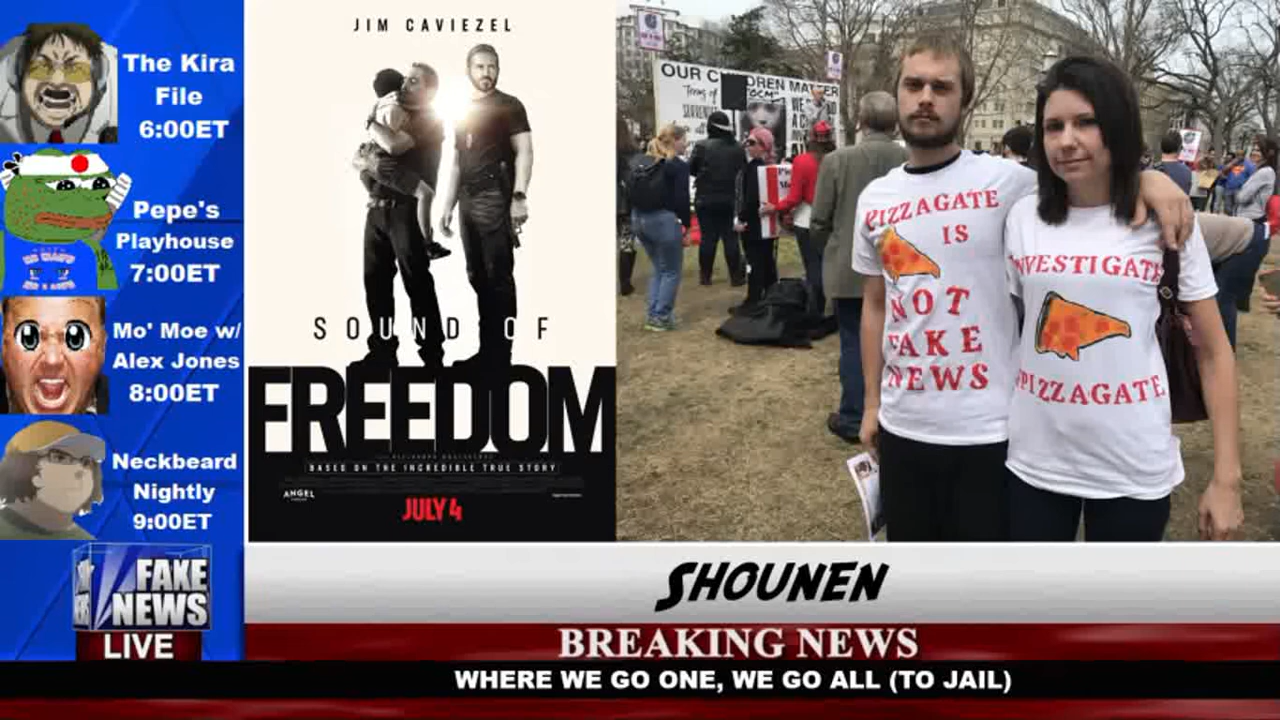 The Kira
File
6:00ET
Pepe's
Playhouse
7:00ET
Mo' Moe w/
Alex Jones
8:00ET
Neckbeard
Nightly
9:00ET
FAKE
NEWS
LIVE
JIM CAVIEZEL
SOUND OF
FREEDOM
BASED ON THE INCREDIBLE TRUE STORY
ANGEL
JULY 4
OUR CHILDREN MATTER
PIZZAGATE
IS
NOT
FAKE
NEWS
INVESTIGATE
#PIZZAGATE
SHOUNEN
BREAKING NEWS
WHERE WE GO ONE, WE GO ALL (TO JAIL)